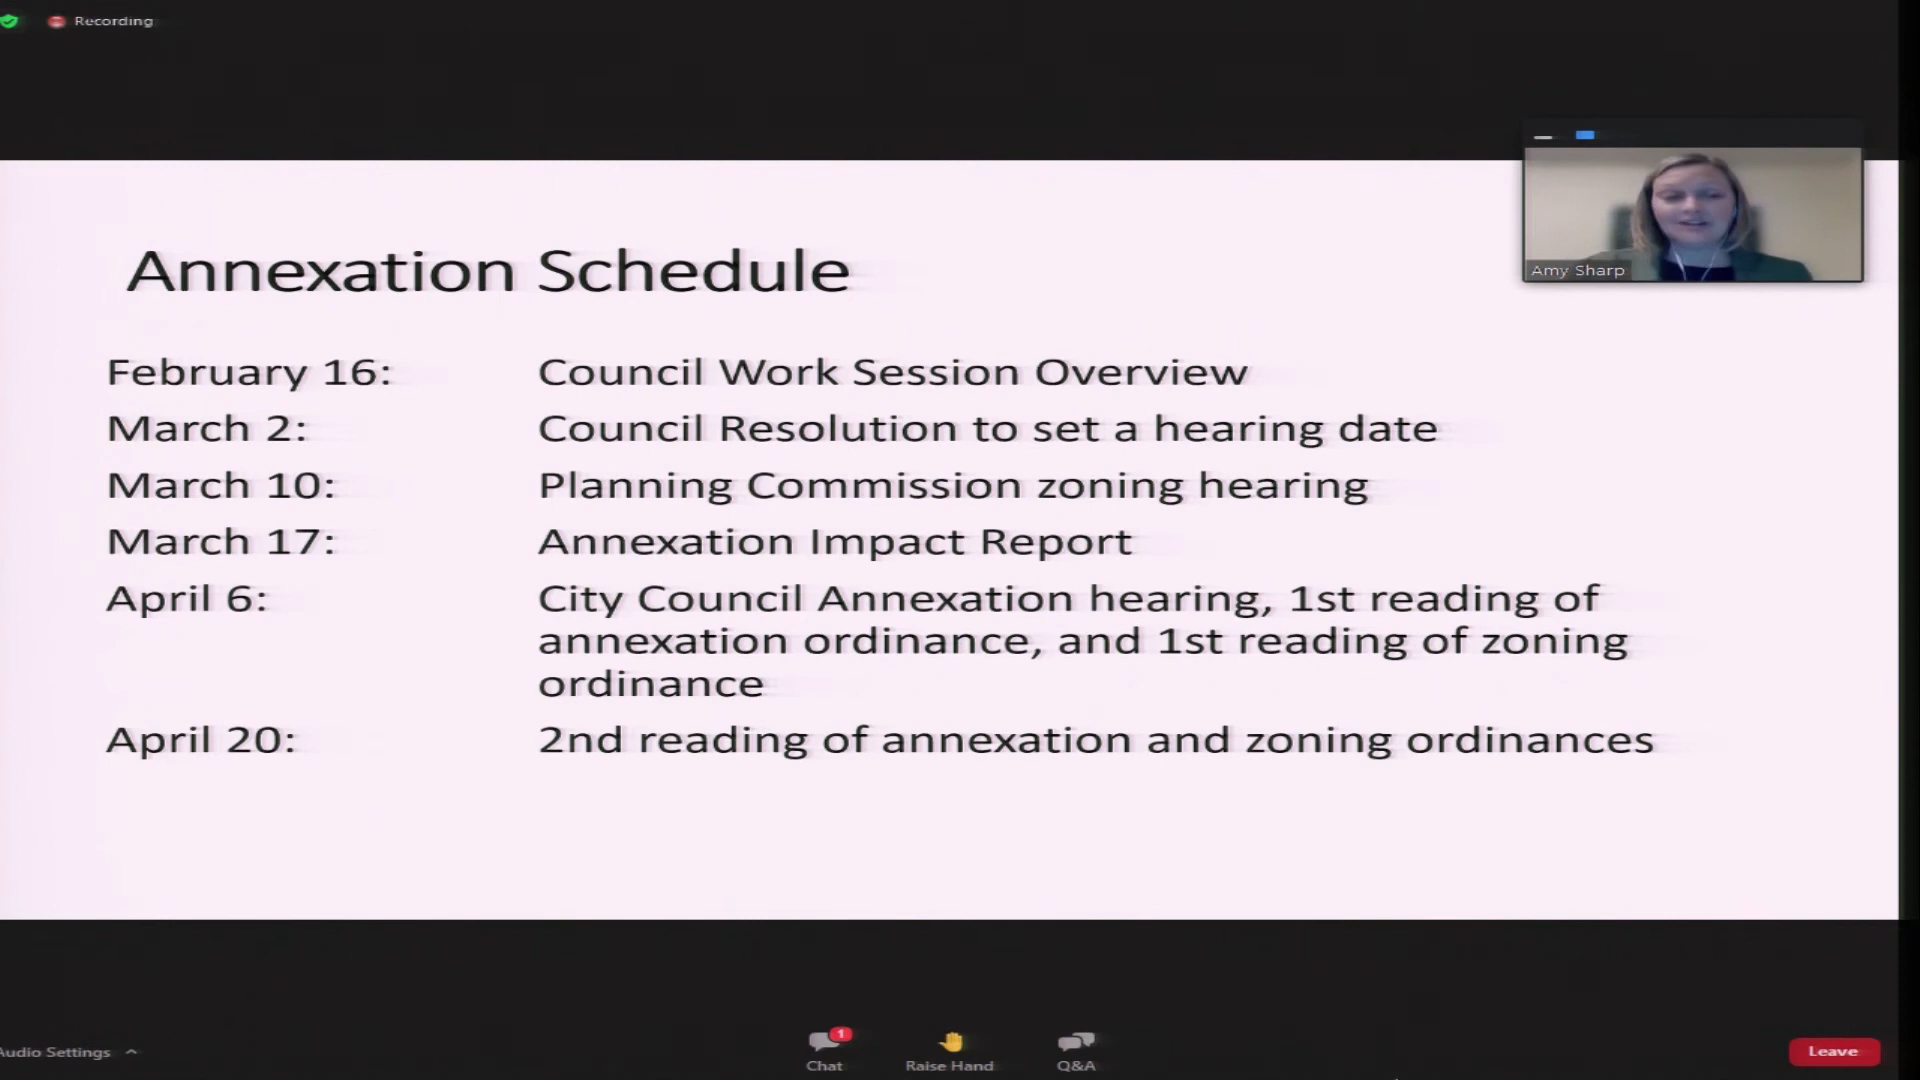 Recording
Amy Sharp
Annexation Schedule
February 16: Council Work Session Overview
March 2: Council Resolution to set a hearing date
March 10: Planning Commission zoning hearing
March 17: Annexation Impact Report
April 6: City Council Annexation hearing, 1st reading of
annexation ordinance, and 1st reading of zoning
ordinance
April 20: 2nd reading of annexation and zoning ordinances
Audio Settings
1
Chat
Raise Hand
Q&A
Leave